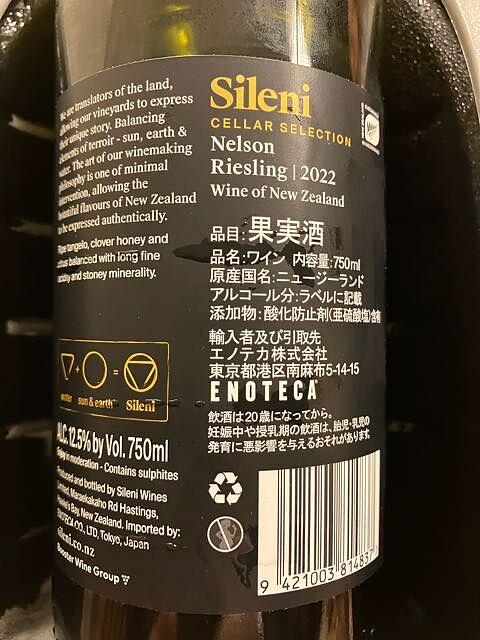 We are translators of the land,
allowing our vineyards to express
their unique story. Balancing
elements of terroir - sun, earth &
water. The art of our winemaking
philosophy is one of minimal
intervention, allowing the
beautiful flavours of New Zealand
to be expressed authentically.
Ripe tangelo, clover honey and
citrus balanced with long fine
acidity and stoney minerality.
water sun & earth Sileni
+ =
ALC. 12.5% by Vol. 750ml
Enjoy in moderation - Contains sulphites
Produced and bottled by Sileni Wines
Limited, Maraekakaho Rd Hastings,
Hawke's Bay, New Zealand. Imported by:
ENOTECA CO., LTD, Tokyo, Japan
sileni.co.nz
Booster Wine Group
Sileni
CELLAR SELECTION
Nelson
Riesling | 2022
Wine of New Zealand
品目:果実酒
品名:ワイン 内容量:750ml
原産国名:ニュージーランド
アルコール分:ラベルに記載
添加物:酸化防止剤(亜硫酸塩)含有
輸入者及び引取先
エノテカ株式会社
東京都港区南麻布5-14-15
ENOTECA
飲酒は20歳になってから。
妊娠中や授乳期の飲酒は、胎児・乳児の
発育に悪影響を与えるおそれがあります。
9 421003 814837